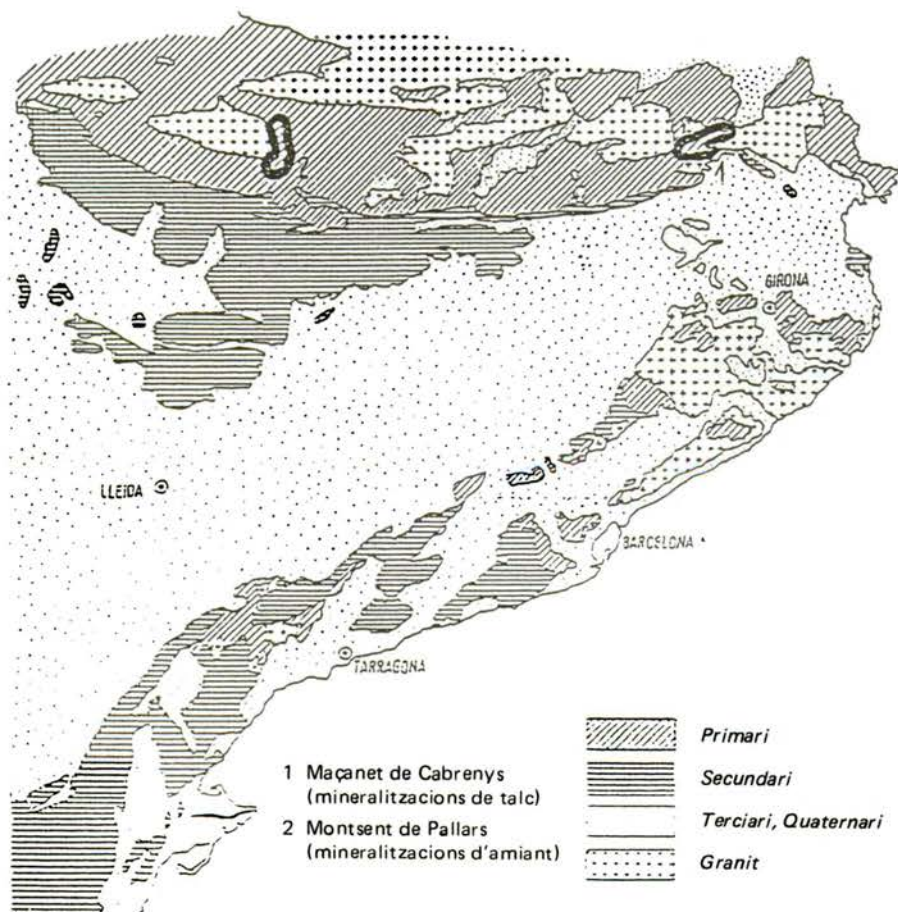 GIRONA
LLEIDA
BARCELONA
TARRAGONA
1 Maçanet de Cabrenys
(mineralitzacions de talc)
2 Montsent de Pallars
(mineralitzacions d'amiant)
Primari
Secundari
Terciari, Quaternari
Granit
1